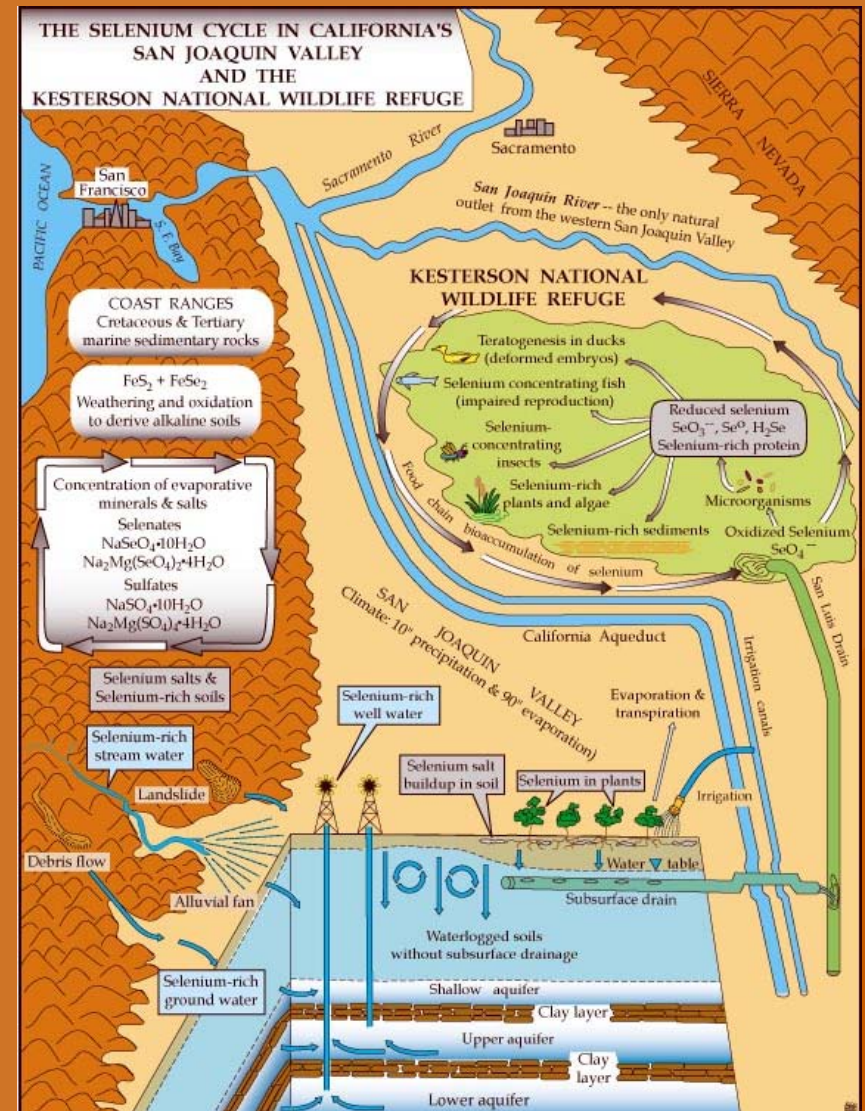 THE SELENIUM CYCLE IN CALIFORNIA'S
SAN JOAQUIN VALLEY
AND THE
KESTERSON NATIONAL WILDLIFE REFUGE
SIERRA NEVADA
Sacramento River
Sacramento
PACIFIC OCEAN
San
Francisco
S. F. Bay
San Joaquin River -- the only natural
outlet from the western San Joaquin Valley
KESTERSON NATIONAL
WILDLIFE REFUGE
COAST RANGES
Cretaceous & Tertiary
marine sedimentary rocks
FeS₂ + FeSe₂
Weathering and oxidation
to derive alkaline soils
Teratogenesis in ducks
(deformed embryos)
Selenium concentrating fish
(impaired reproduction)
Selenium-
concentrating
insects
Selenium-rich
plants and algae
Selenium-rich sediments
Reduced selenium
SeO₃⁻⁻, Se⁰, H₂Se
Selenium-rich protein
Microorganisms
Oxidized Selenium
SeO₄⁻⁻
Food chain bioaccumulation of selenium
Concentration of evaporative
minerals & salts
Selenates
NaSeO₄•10H₂O
Na₂Mg(SeO₄)₂•4H₂O
Sulfates
NaSO₄•10H₂O
Na₂Mg(SO₄)₄•4H₂O
San Luis Drain
California Aqueduct
Irrigation canals
SAN JOAQUIN VALLEY
Climate: 10" precipitation & 90" evaporation)
Selenium salts &
Selenium-rich soils
Selenium-rich
well water
Evaporation &
transpiration
Selenium-rich
stream water
Selenium salt
buildup in soil
Selenium in plants
Landslide
Irrigation
Debris flow
Water table
Alluvial fan
Subsurface drain
Waterlogged soils
without subsurface drainage
Selenium-rich
ground water
Shallow aquifer
Clay layer
Upper aquifer
Clay
layer
Lower aquifer